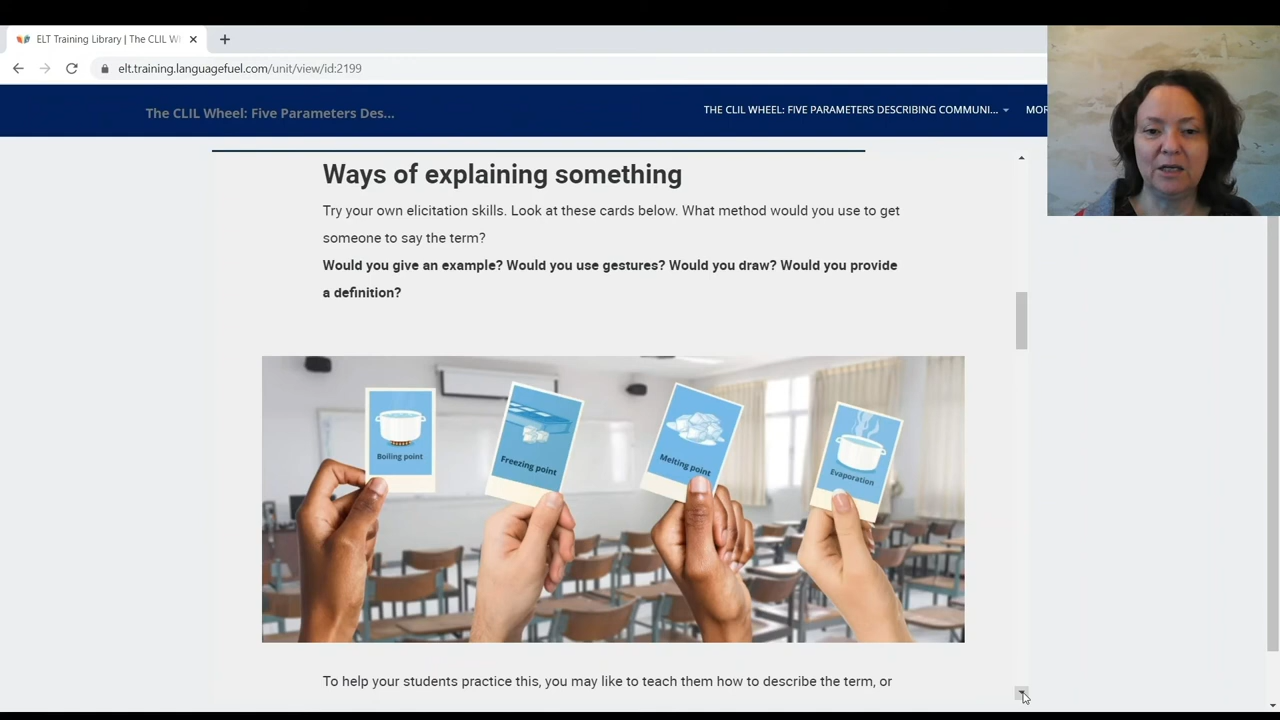 ELT Training Library | The CLIL W
elt.training.languagefuel.com/unit/view/id:2199
The CLIL Wheel: Five Parameters Des...
THE CLIL WHEEL: FIVE PARAMETERS DESCRIBING COMMUNI...
MOR
Ways of explaining something
Try your own elicitation skills. Look at these cards below. What method would you use to get
someone to say the term?
Would you give an example? Would you use gestures? Would you draw? Would you provide
a definition?
Boiling point
Freezing point
Melting point
Evaporation
To help your students practice this, you may like to teach them how to describe the term, or